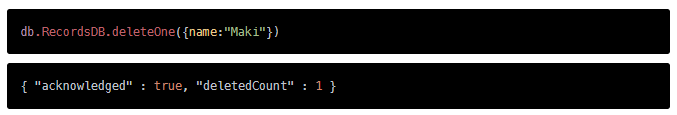 db.RecordsDB.deleteOne({name:"Maki"})
{ "acknowledged" : true, "deletedCount" : 1 }